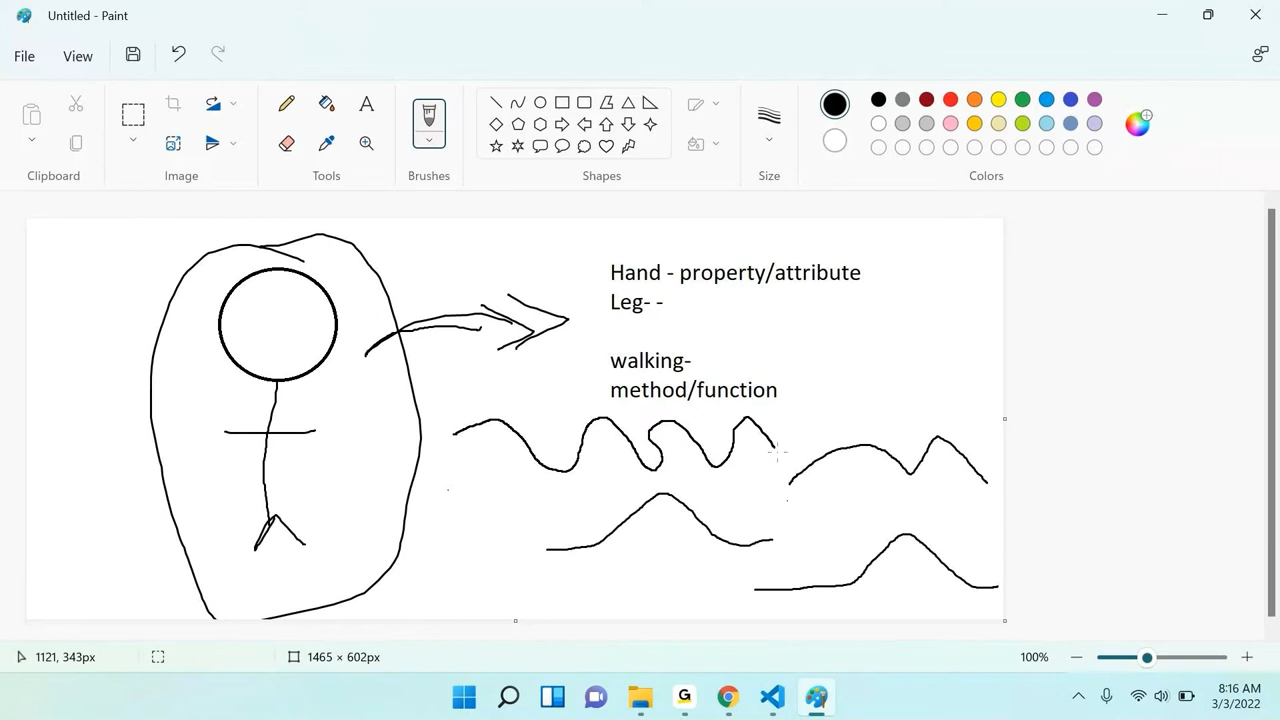 Untitled - Paint
File View
Clipboard Image Tools Brushes Shapes Size Colors
Hand - property/attribute
Leg- -
walking-
method/function
1121, 343px 1465 × 602px 100%
8:16 AM
3/3/2022